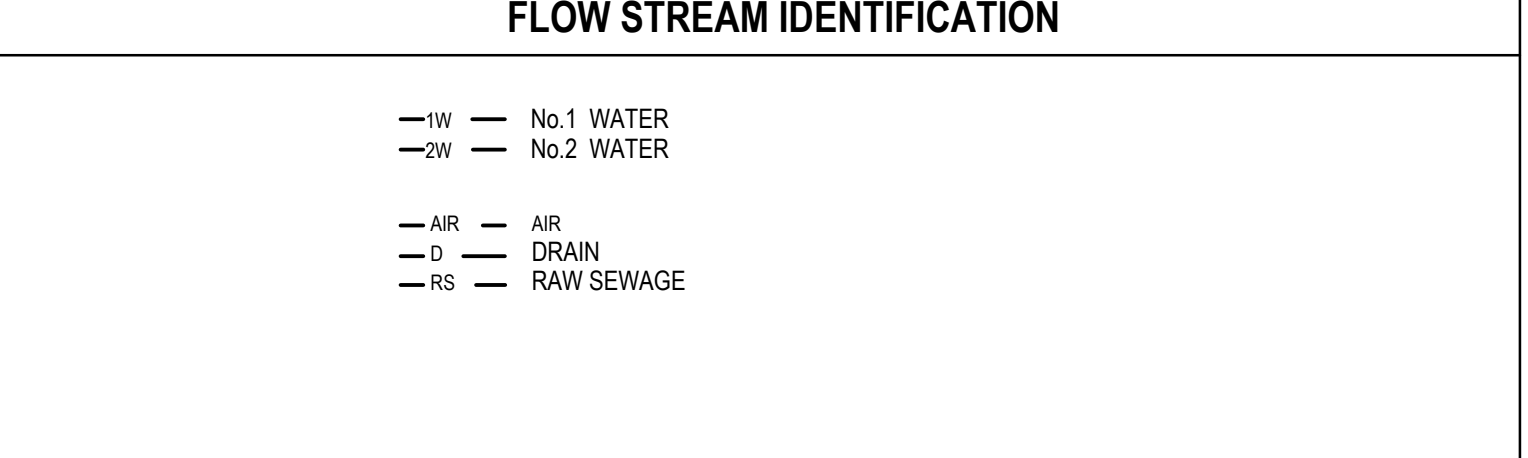 FLOW STREAM IDENTIFICATION
1W No.1 WATER
2W No.2 WATER
AIR AIR
D DRAIN
RS RAW SEWAGE